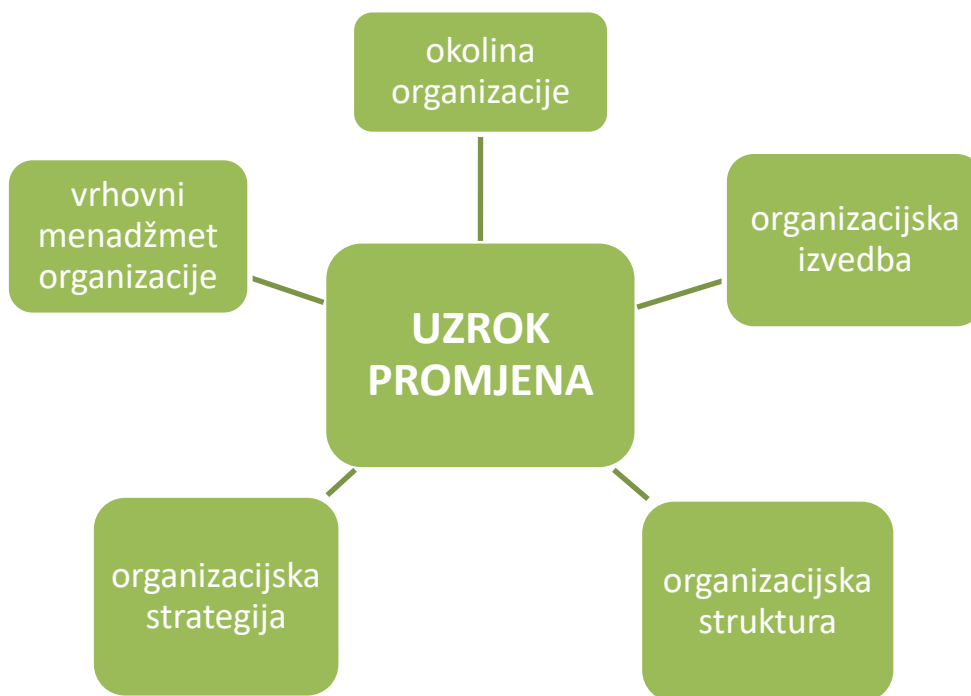 okolina
organizacije
vrhovni
menadžmet
organizacije
organizacijska
izvedba
UZROK
PROMJENA
organizacijska
strategija
organizacijska
struktura